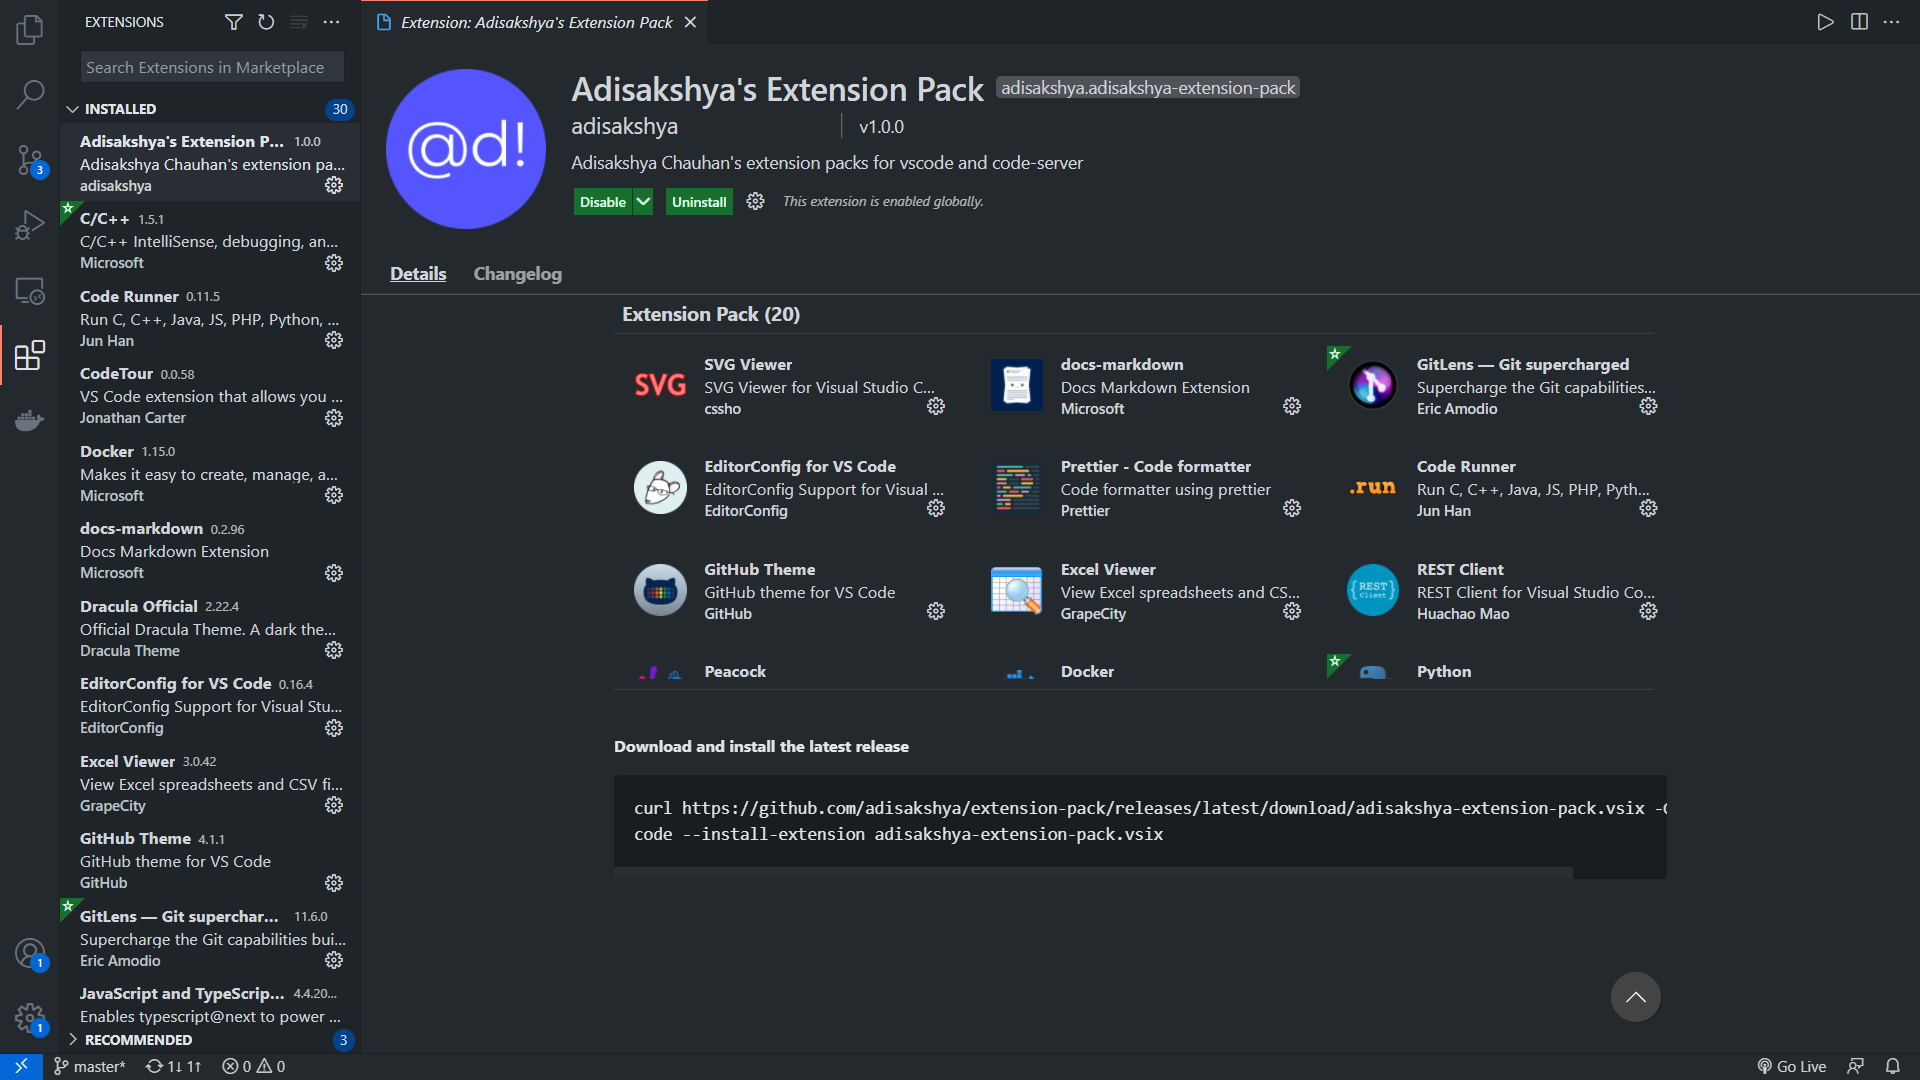 EXTENSIONS
Search Extensions in Marketplace
INSTALLED 30
Adisakshya's Extension P... 1.0.0
Adisakshya Chauhan's extension pa...
adisakshya
C/C++ 1.5.1
C/C++ IntelliSense, debugging, an...
Microsoft
Code Runner 0.11.5
Run C, C++, Java, JS, PHP, Python, ...
Jun Han
CodeTour 0.0.58
VS Code extension that allows you ...
Jonathan Carter
Docker 1.15.0
Makes it easy to create, manage, a...
Microsoft
docs-markdown 0.2.96
Docs Markdown Extension
Microsoft
Dracula Official 2.22.4
Official Dracula Theme. A dark the...
Dracula Theme
EditorConfig for VS Code 0.16.4
EditorConfig Support for Visual Stu...
EditorConfig
Excel Viewer 3.0.42
View Excel spreadsheets and CSV fi...
GrapeCity
GitHub Theme 4.1.1
GitHub theme for VS Code
GitHub
GitLens — Git superchar... 11.6.0
Supercharge the Git capabilities bui...
Eric Amodio
JavaScript and TypeScrip... 4.4.20...
Enables typescript@next to power ...
RECOMMENDED 3
3
1
1
Extension: Adisakshya's Extension Pack
@d!
Adisakshya's Extension Pack adisakshya.adisakshya-extension-pack
adisakshya v1.0.0
Adisakshya Chauhan's extension packs for vscode and code-server
Disable Uninstall This extension is enabled globally.
Details Changelog
Extension Pack (20)
SVG
SVG Viewer
SVG Viewer for Visual Studio C...
cssho
docs-markdown
Docs Markdown Extension
Microsoft
GitLens — Git supercharged
Supercharge the Git capabilities...
Eric Amodio
EditorConfig for VS Code
EditorConfig Support for Visual ...
EditorConfig
Prettier - Code formatter
Code formatter using prettier
Prettier
.run
Code Runner
Run C, C++, Java, JS, PHP, Pyth...
Jun Han
GitHub Theme
GitHub theme for VS Code
GitHub
Excel Viewer
View Excel spreadsheets and CS...
GrapeCity
{REST}
Client
REST Client
REST Client for Visual Studio Co...
Huachao Mao
Peacock
Docker
Python
Download and install the latest release
curl https://github.com/adisakshya/extension-pack/releases/latest/download/adisakshya-extension-pack.vsix -
code --install-extension adisakshya-extension-pack.vsix
master* 1↓ 1↑ 0 0 Go Live